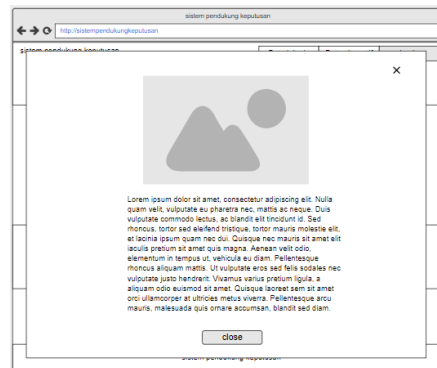 sistem pendukung keputusan
http://sistempendukungkeputusan
sistem pendukung keputusan
×
Lorem ipsum dolor sit amet, consectetur adipiscing elit. Nulla
quam velit, vulputate eu pharetra nec, mattis ac neque. Duis
vulputate commodo lectus, ac blandit elit tincidunt id. Sed
rhoncus, tortor sed eleifend tristique, tortor mauris molestie elit,
et lacinia ipsum quam nec dui. Quisque nec mauris sit amet elit
iaculis pretium sit amet quis magna. Aenean velit odio,
elementum in tempus ut, vehicula eu diam. Pellentesque
rhoncus aliquam mattis. Ut vulputate eros sed felis sodales nec
vulputate justo hendrerit. Vivamus varius pretium ligula, a
aliquam odio euismod sit amet. Quisque laoreet sem sit amet
orci ullamcorper at ultricies metus viverra. Pellentesque arcu
mauris, malesuada quis ornare accumsan, blandit sed diam.
close
sistem pendukung keputusan